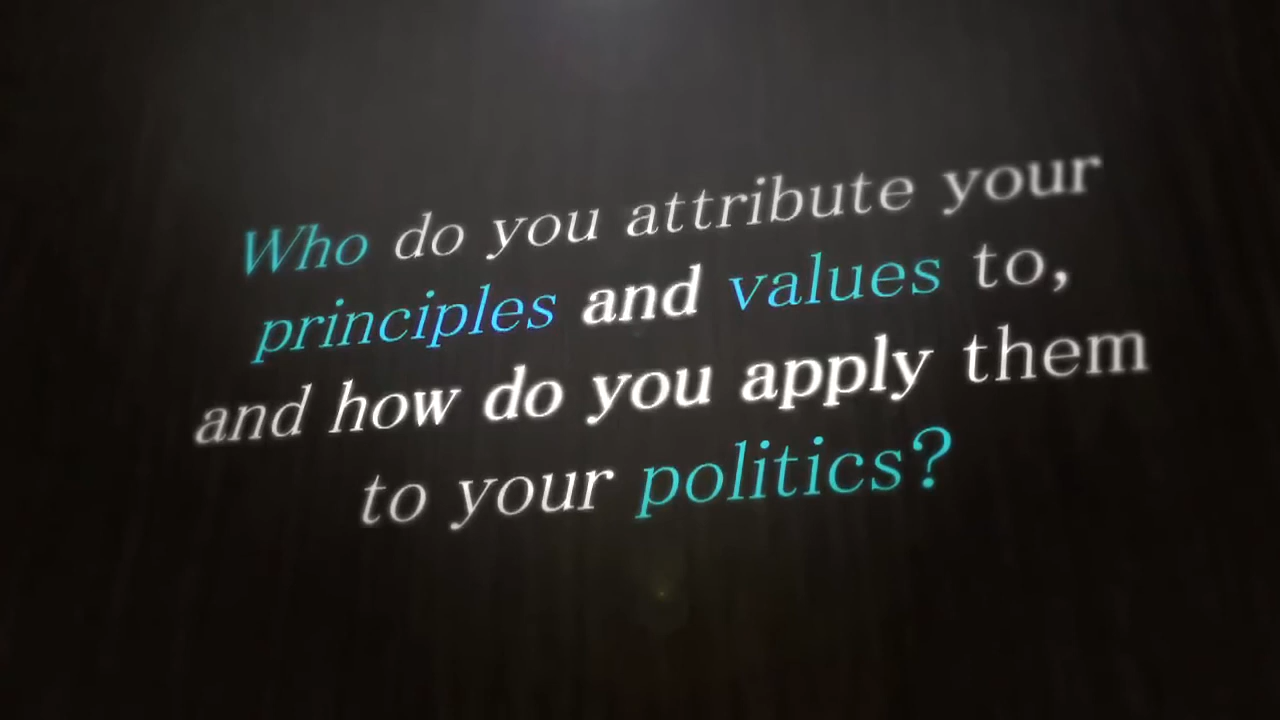 Who do you attribute your
principles and values to,
and how do you apply them
to your politics?